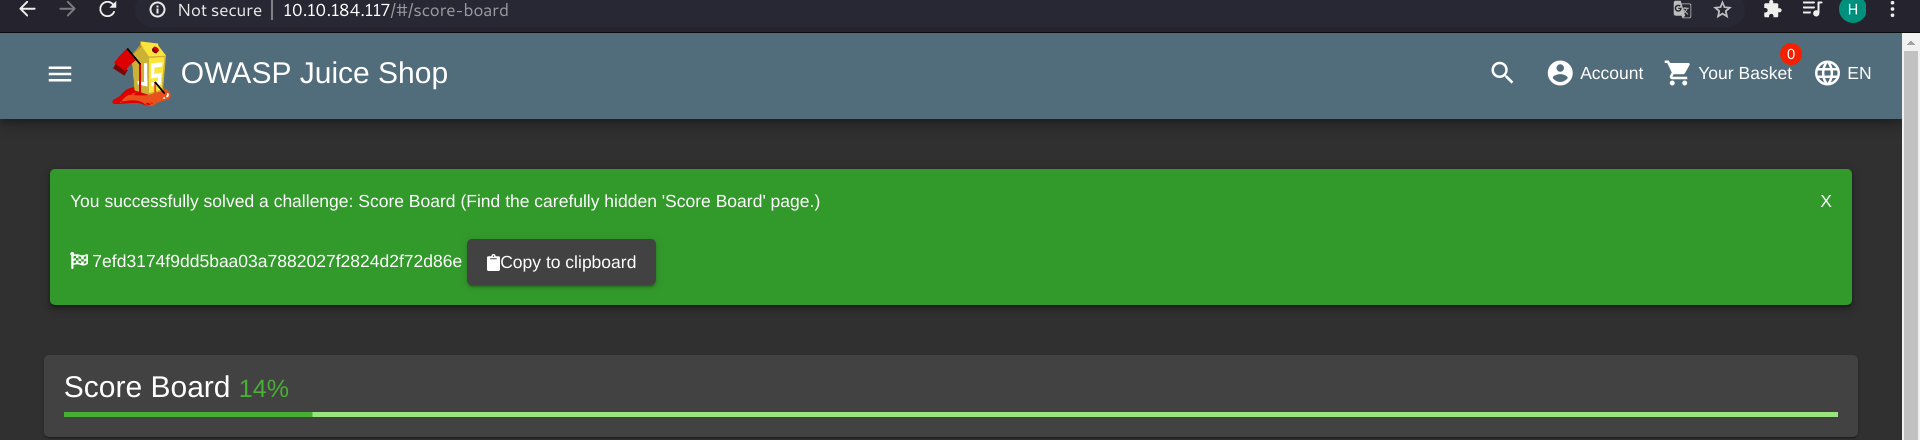 Not secure | 10.10.184.117/#/score-board
H
JS OWASP Juice Shop
Account
0
Your Basket
EN
You successfully solved a challenge: Score Board (Find the carefully hidden 'Score Board' page.)
X
7efd3174f9dd5baa03a7882027f2824d2f72d86e Copy to clipboard
Score Board 14%